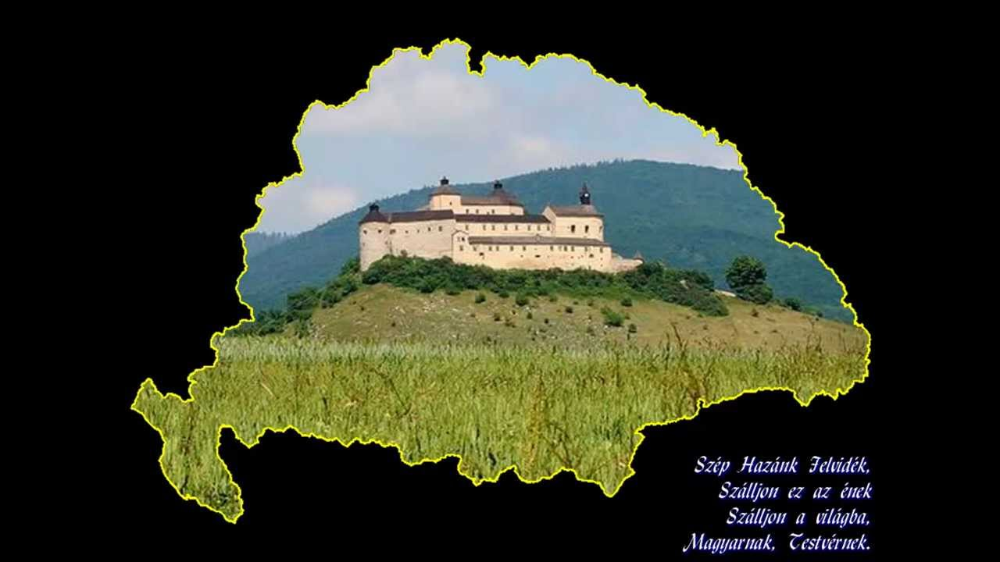 Szép Hazánk Felvidék,
Szálljon ez az ének
Szálljon a világba,
Magyarnak, Testvérnek.